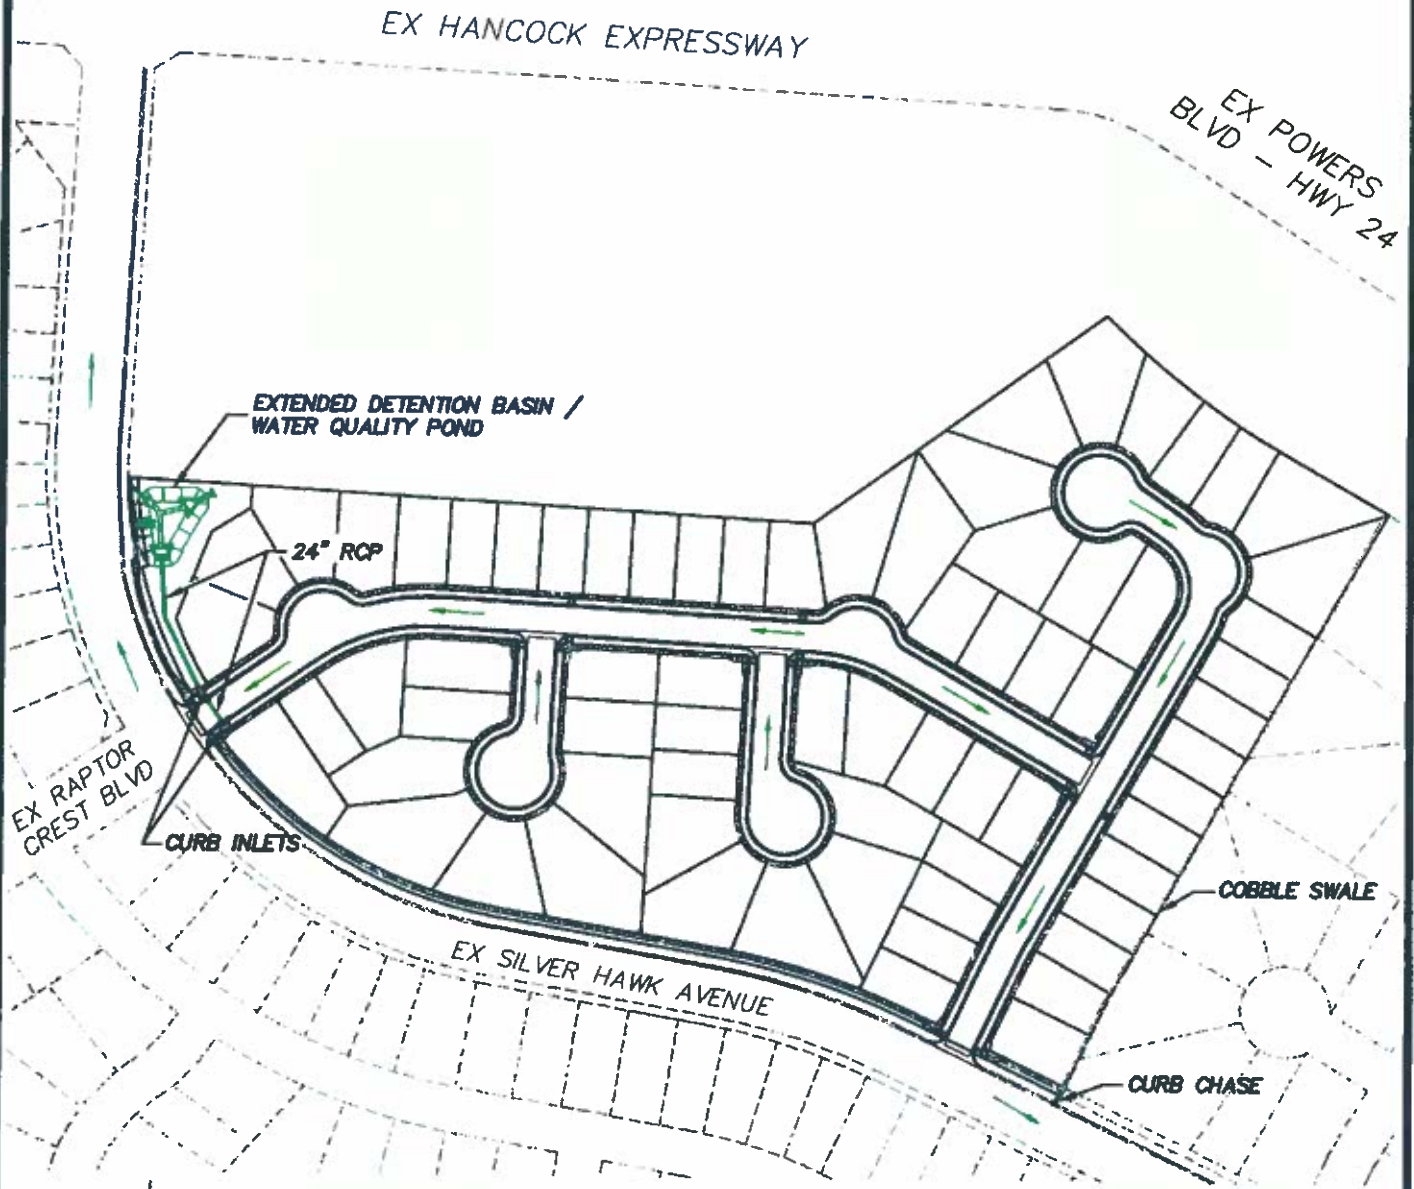 EX HANCOCK EXPRESSWAY
EX POWERS
BLVD - HWY 24
EXTENDED DETENTION BASIN /
WATER QUALITY POND
24" RCP
EX RAPTOR
CREST BLVD
CURB INLETS
EX SILVER HAWK AVENUE
COBBLE SWALE
CURB CHASE